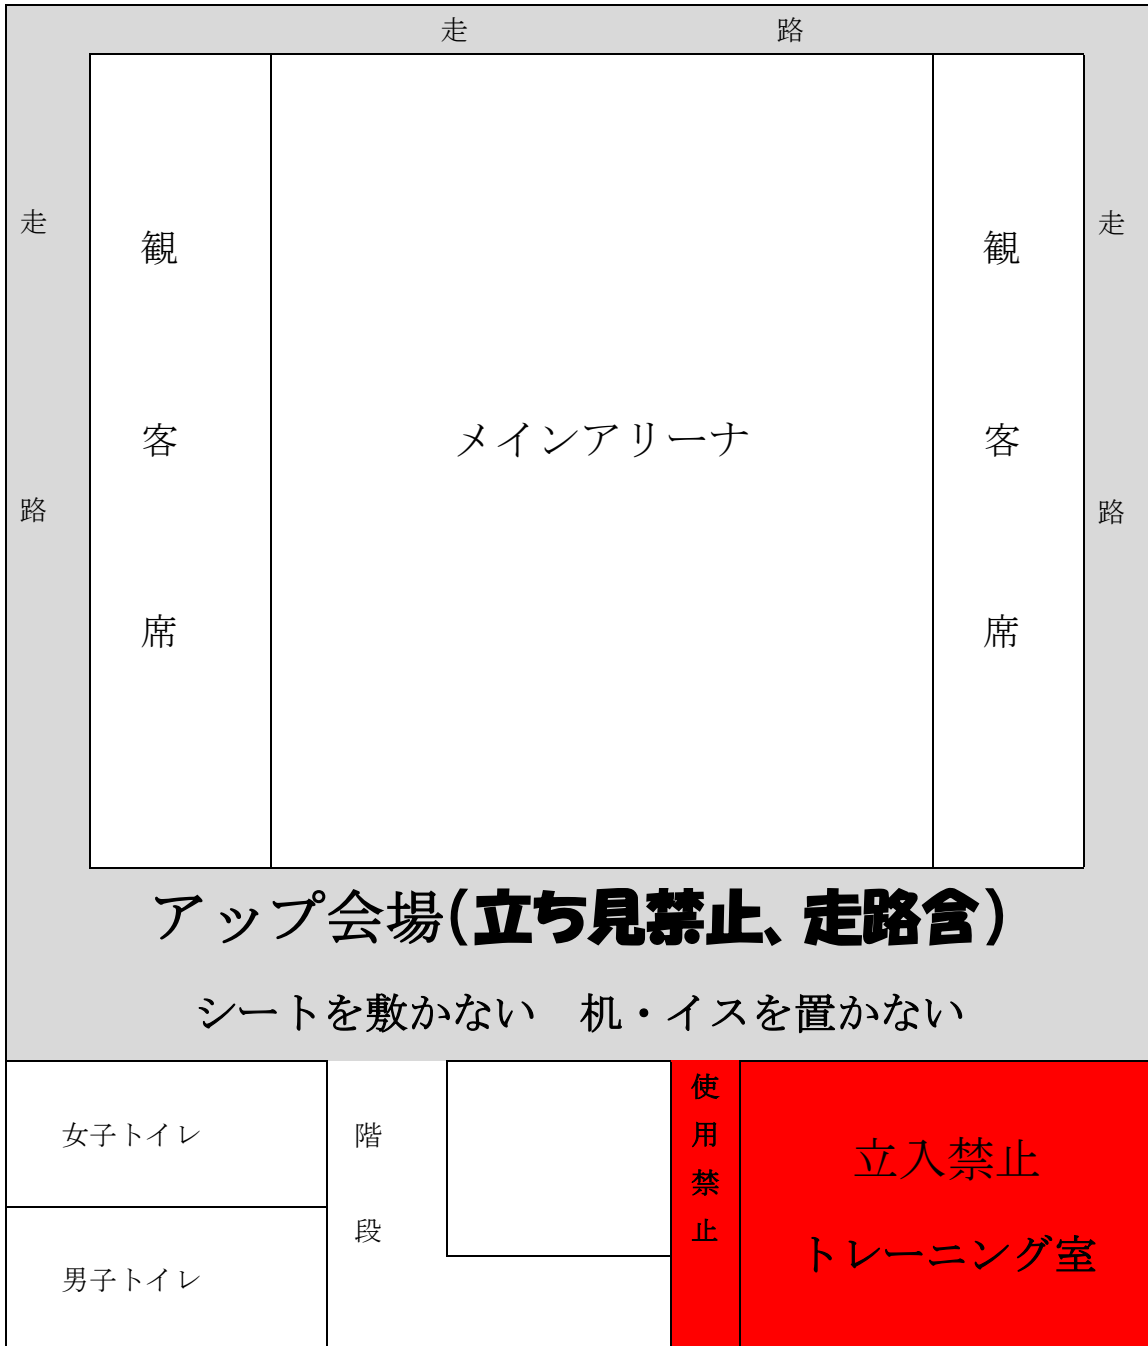 走路
走路
観客席
メインアリーナ
観客席
走路
アップ会場(立ち見禁止、走路含)
シートを敷かない　机・イスを置かない
女子トイレ
男子トイレ
階段
使用禁止
立入禁止
トレーニング室